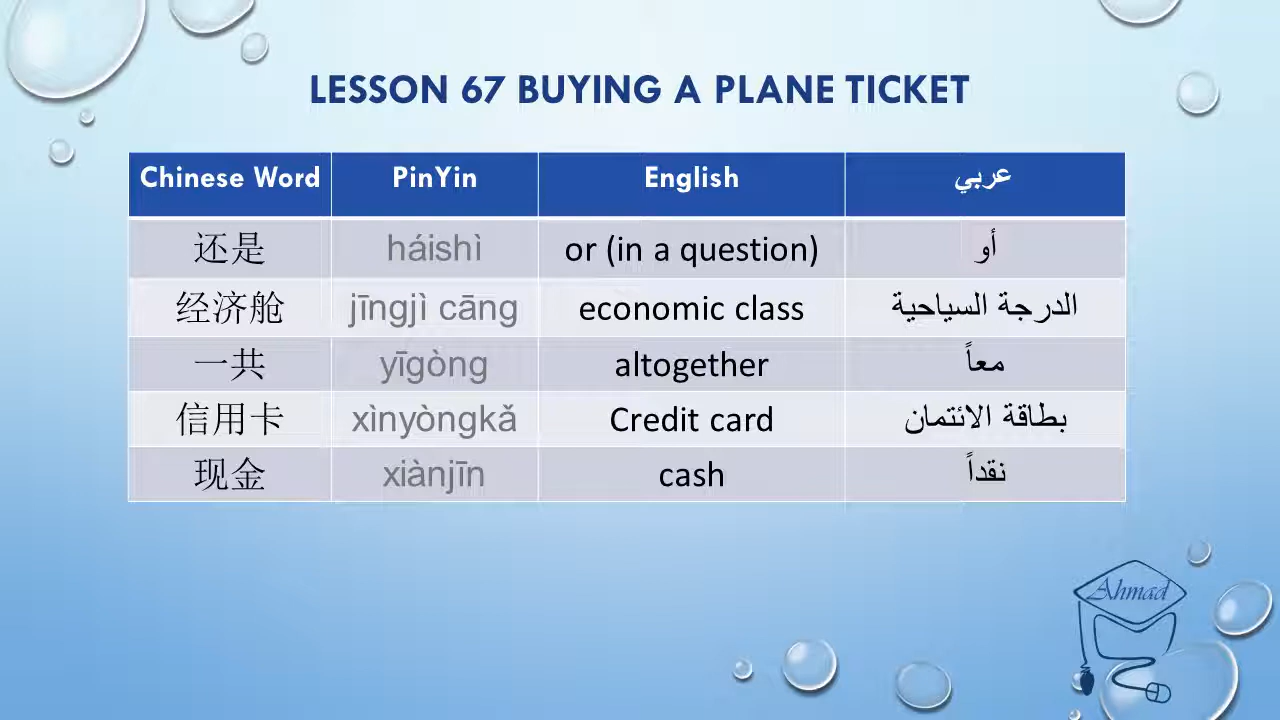 LESSON 67 BUYING A PLANE TICKET
Chinese Word PinYin English عربي
还是 háishì or (in a question) أو
经济舱 jīngjì cāng economic class الدرجة السياحية
一共 yīgòng altogether معاً
信用卡 xìnyòngkǎ Credit card بطاقة الائتمان
现金 xiànjīn cash نقداً
Ahmad